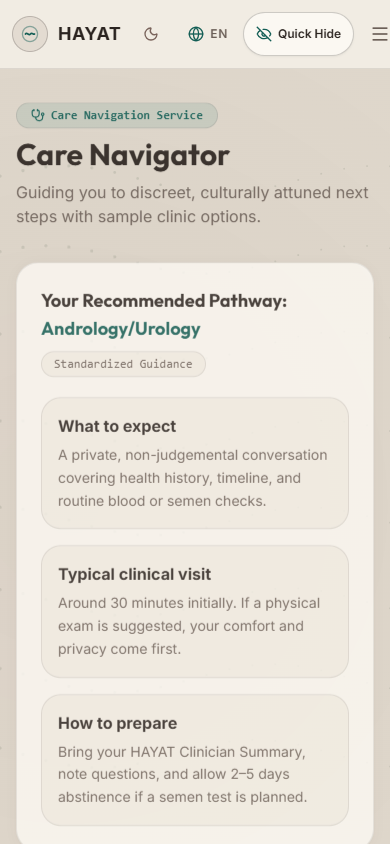 HAYAT
EN
Quick Hide
Care Navigation Service
Care Navigator
Guiding you to discreet, culturally attuned next
steps with sample clinic options.
Your Recommended Pathway:
Andrology/Urology
Standardized Guidance
What to expect
A private, non-judgemental conversation
covering health history, timeline, and
routine blood or semen checks.
Typical clinical visit
Around 30 minutes initially. If a physical
exam is suggested, your comfort and
privacy come first.
How to prepare
Bring your HAYAT Clinician Summary,
note questions, and allow 2–5 days
abstinence if a semen test is planned.